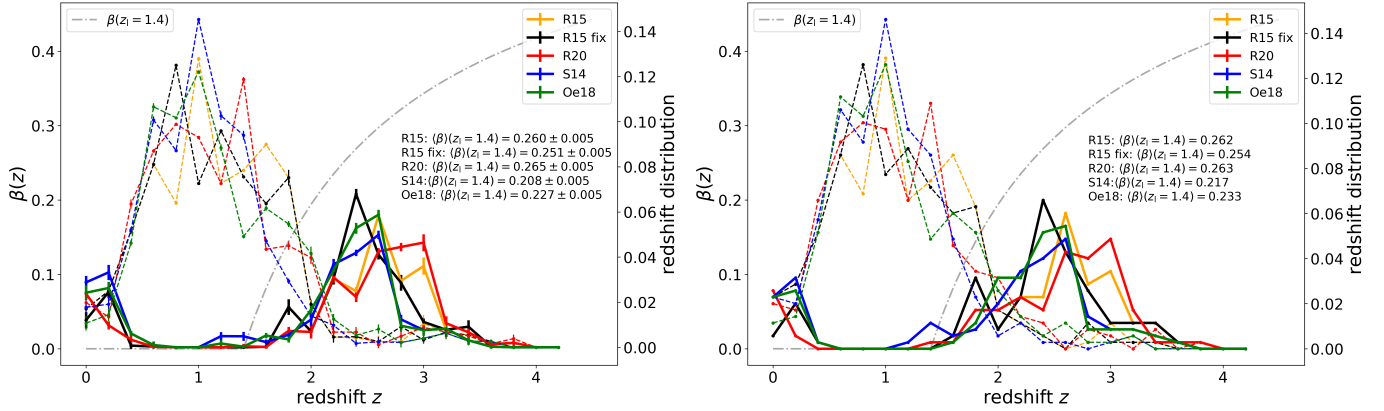 β(z_l = 1.4)
R15
R15 fix
R20
S14
Oe18
R15: ⟨β⟩(z_l = 1.4) = 0.260 ± 0.005
R15 fix: ⟨β⟩(z_l = 1.4) = 0.251 ± 0.005
R20: ⟨β⟩(z_l = 1.4) = 0.265 ± 0.005
S14:⟨β⟩(z_l = 1.4) = 0.208 ± 0.005
Oe18: ⟨β⟩(z_l = 1.4) = 0.227 ± 0.005
0.4
0.3
0.2
0.1
0.0
β(z)
0.14
0.12
0.10
0.08
0.06
0.04
0.02
0.00
redshift distribution
0
1
2
3
4
redshift z
β(z_l = 1.4)
R15
R15 fix
R20
S14
Oe18
R15: ⟨β⟩(z_l = 1.4) = 0.262
R15 fix: ⟨β⟩(z_l = 1.4) = 0.254
R20: ⟨β⟩(z_l = 1.4) = 0.263
S14:⟨β⟩(z_l = 1.4) = 0.217
Oe18: ⟨β⟩(z_l = 1.4) = 0.233
0.4
0.3
0.2
0.1
0.0
β(z)
0.14
0.12
0.10
0.08
0.06
0.04
0.02
0.00
redshift distribution
0
1
2
3
4
redshift z